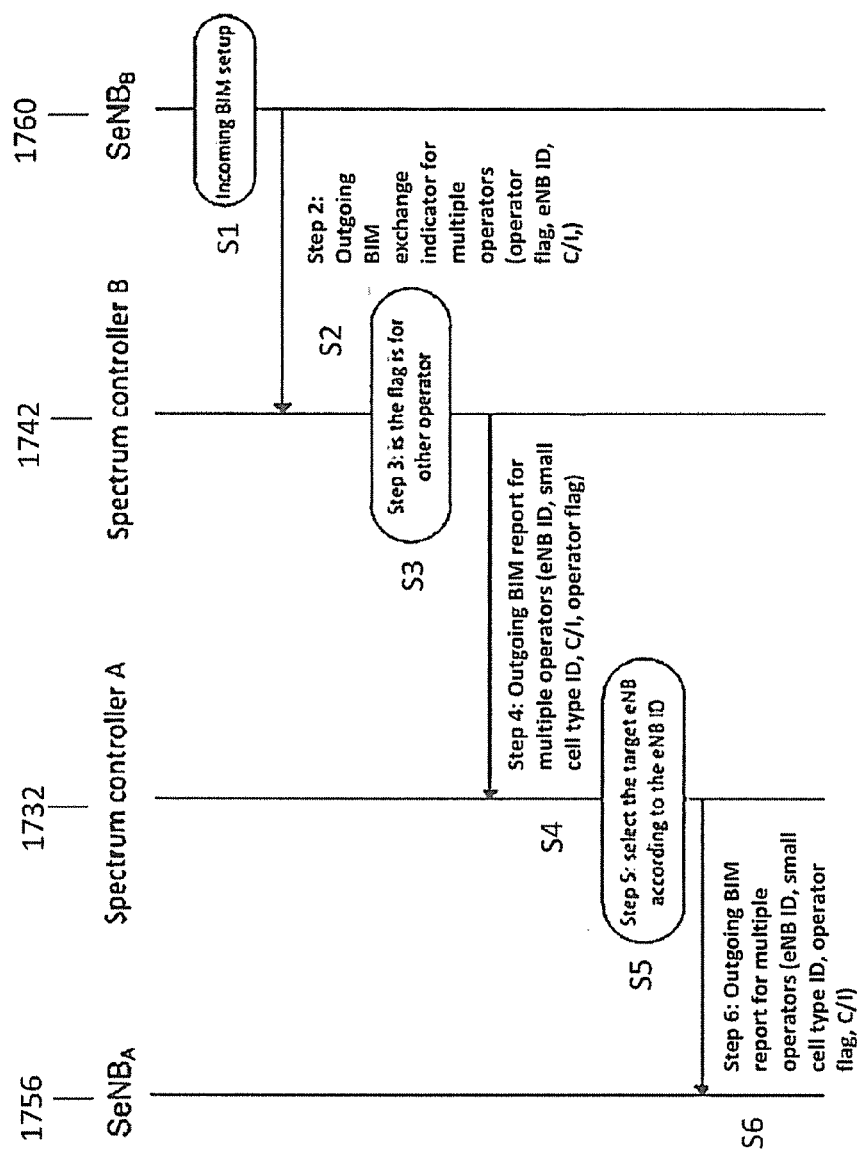 1756
1732
1742
1760
SeNBA
Spectrum controller A
Spectrum controller B
SeNBB
S1
Incoming BIM setup
S2
Step 2:
Outgoing
BIM
exchange
indicator for
multiple
operators
(operator
flag, eNB ID,
C/I,)
S3
Step 3: is the flag is for
other operator
S4
Step 4: Outgoing BIM report for
multiple operators (eNB ID, small
cell type ID, C/I, operator flag)
S5
Step 5: select the target eNB
according to the eNB ID
S6
Step 6: Outgoing BIM
report for multiple
operators (eNB ID, small
cell type ID, operator
flag, C/I)